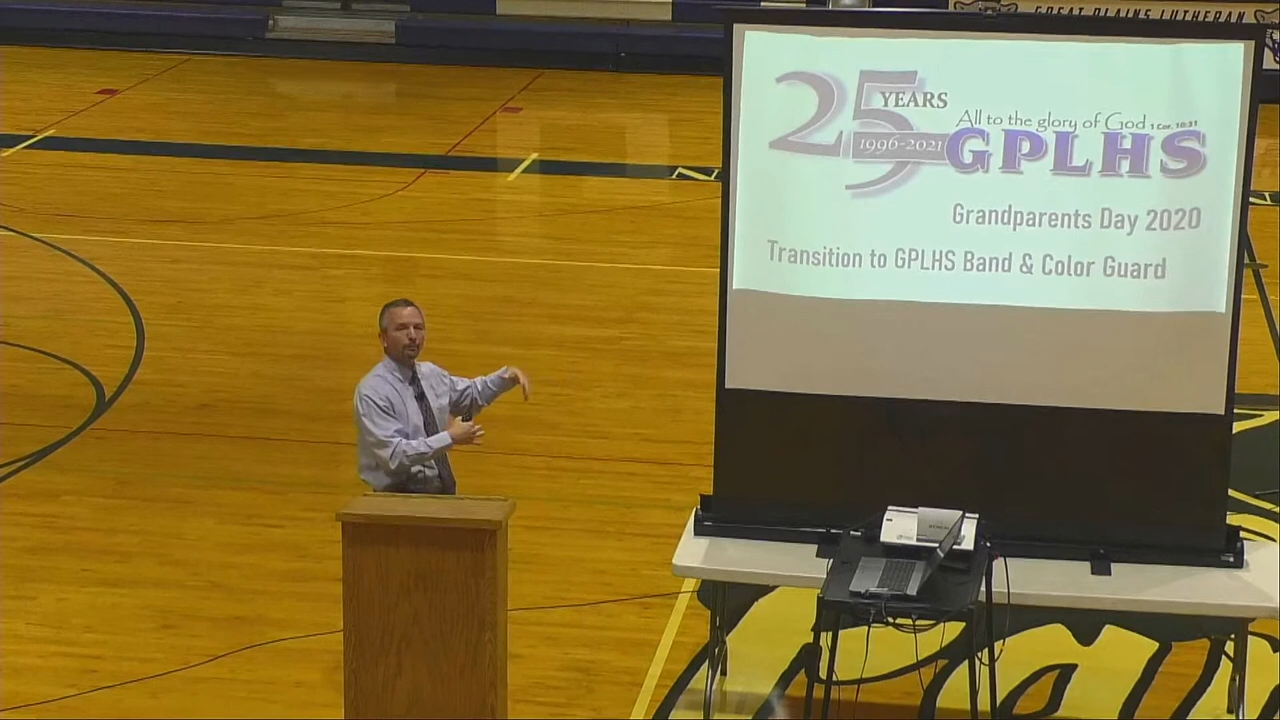 GREAT PLAINS LUTHERAN
25 YEARS
1996-2021
All to the glory of God 1 Cor. 10:31
GPLHS
Grandparents Day 2020
Transition to GPLHS Band & Color Guard